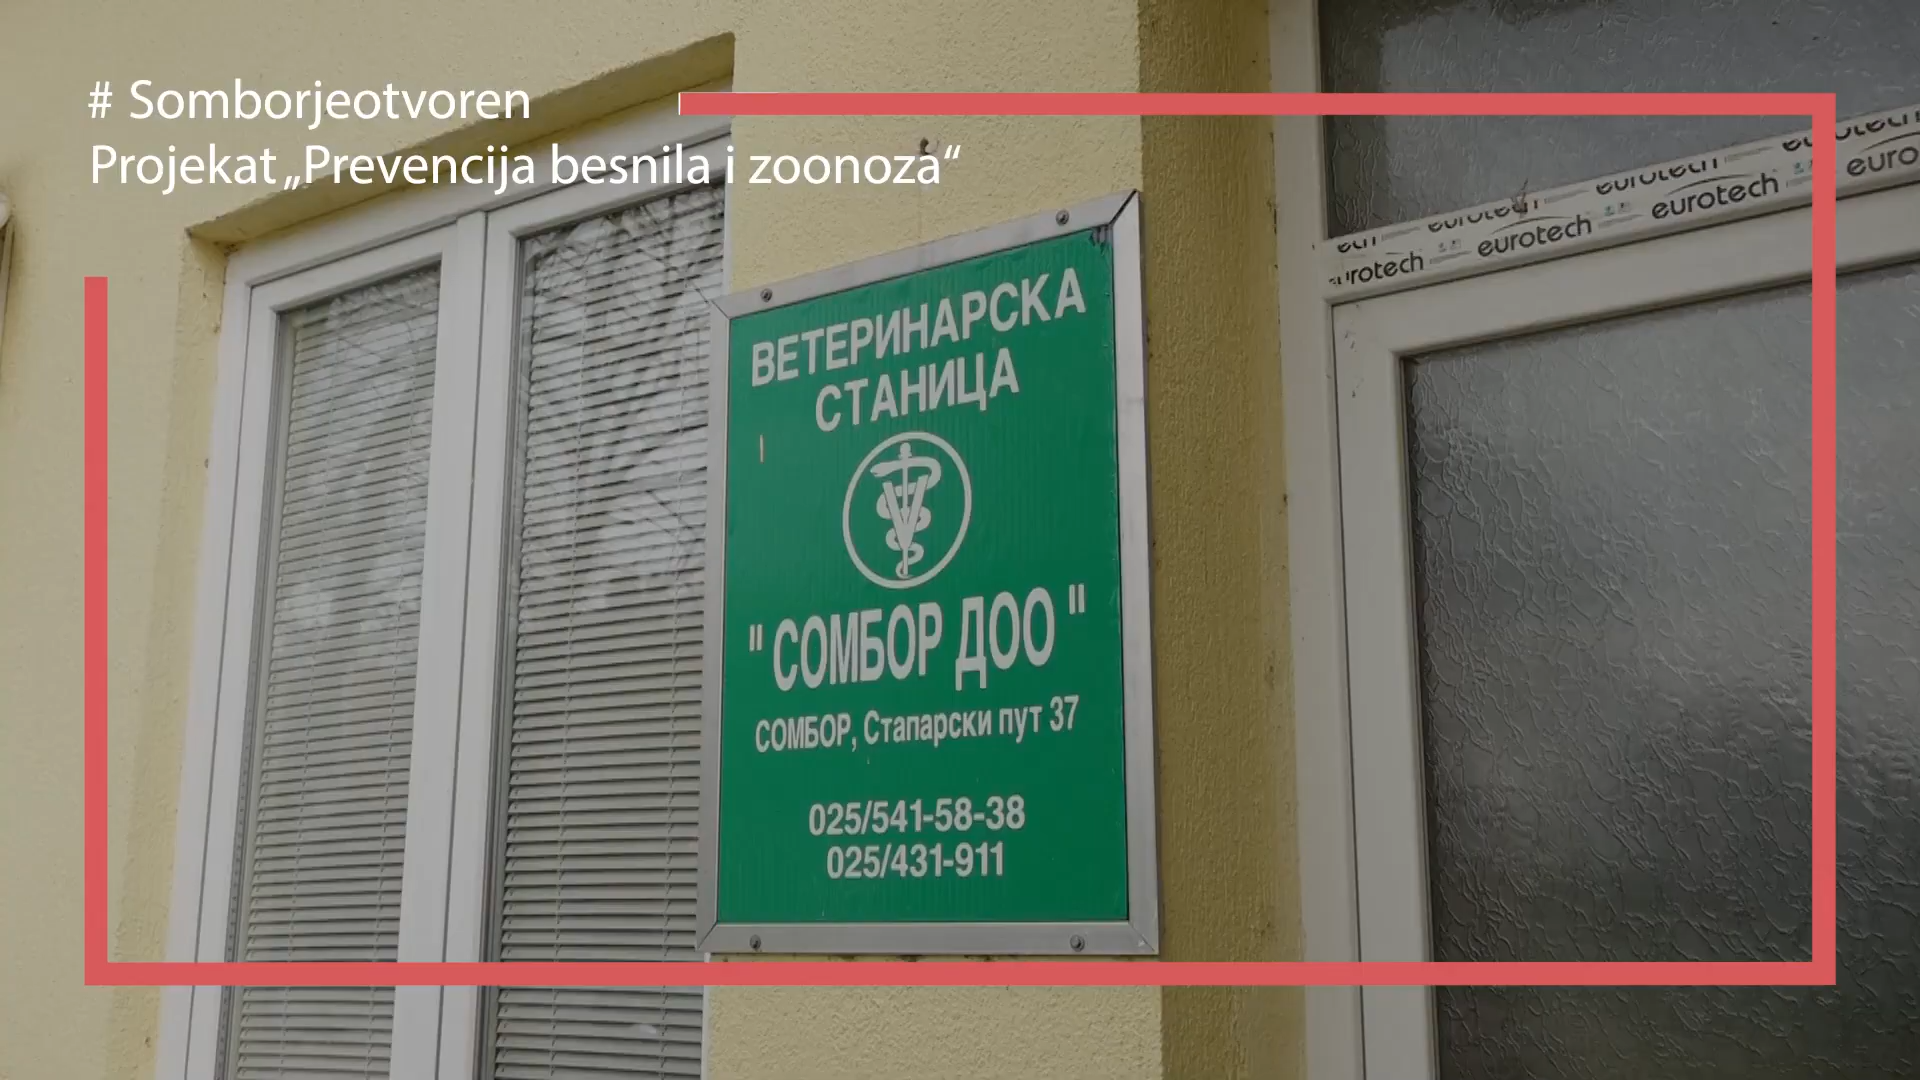 # Somborjeotvoren
Projekat „Prevencija besnila i zoonoza“
ВЕТЕРИНАРСКА
СТАНИЦА
V
" СОМБОР ДОО "
СОМБОР, Стапарски пут 37
025/541-58-38
025/431-911
eurotech eurotech
eurotech eurotech